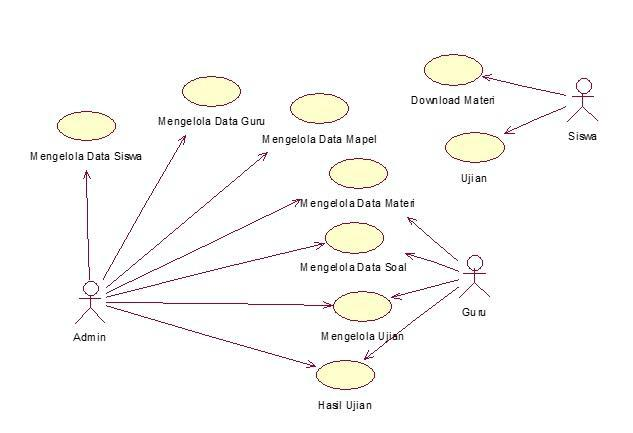 Download Materi
Mengelola Data Guru
Siswa
Mengelola Data Mapel
Mengelola Data Siswa
Ujian
Mengelola Data Materi
Mengelola Data Soal
Guru
Admin
Mengelola Ujian
Hasil Ujian